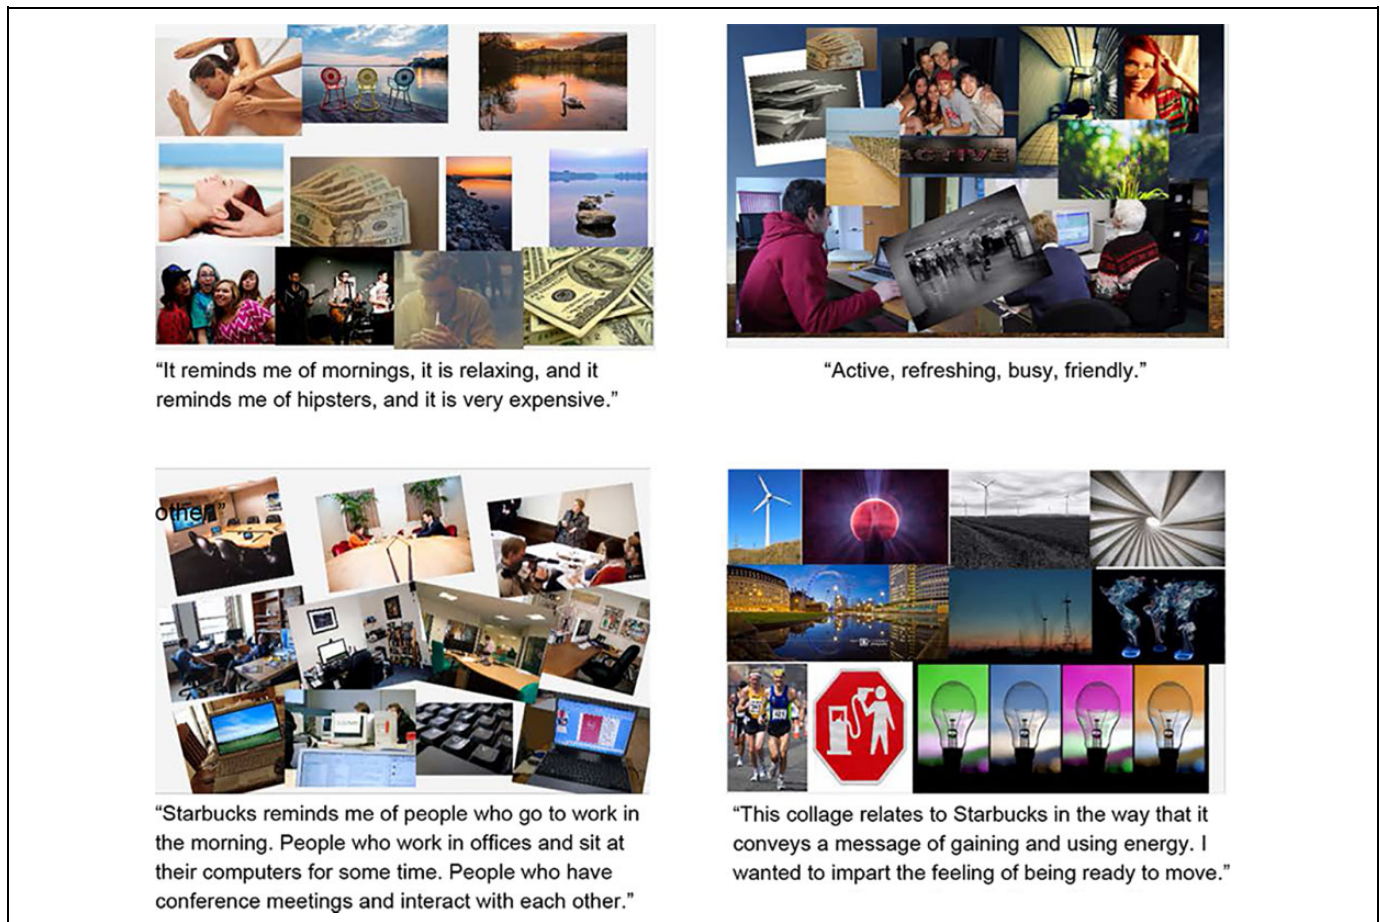 ACTIVE
“It reminds me of mornings, it is relaxing, and it
reminds me of hipsters, and it is very expensive.”
“Active, refreshing, busy, friendly.”
other.”
“Starbucks reminds me of people who go to work in
the morning. People who work in offices and sit at
their computers for some time. People who have
conference meetings and interact with each other.”
“This collage relates to Starbucks in the way that it
conveys a message of gaining and using energy. I
wanted to impart the feeling of being ready to move.”